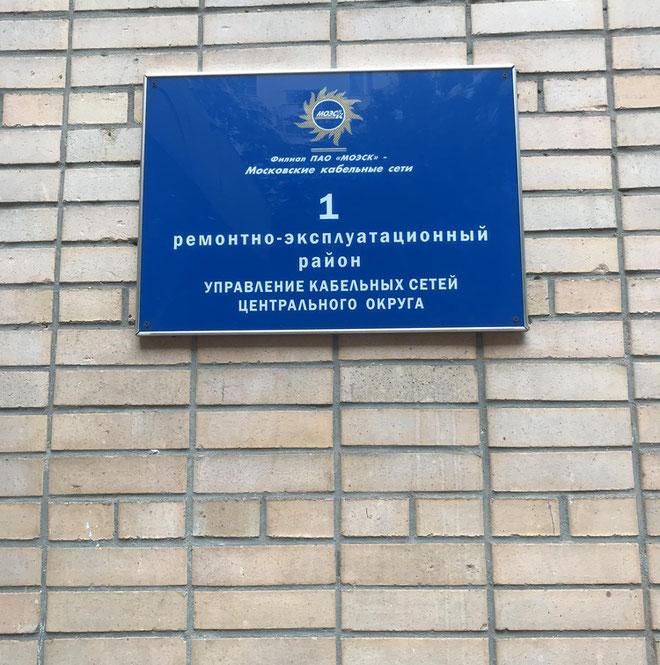 МОЭСК
Филиал ПАО «МОЭСК» -
Московские кабельные сети
1
ремонтно-эксплуатационный
район
УПРАВЛЕНИЕ КАБЕЛЬНЫХ СЕТЕЙ
ЦЕНТРАЛЬНОГО ОКРУГА